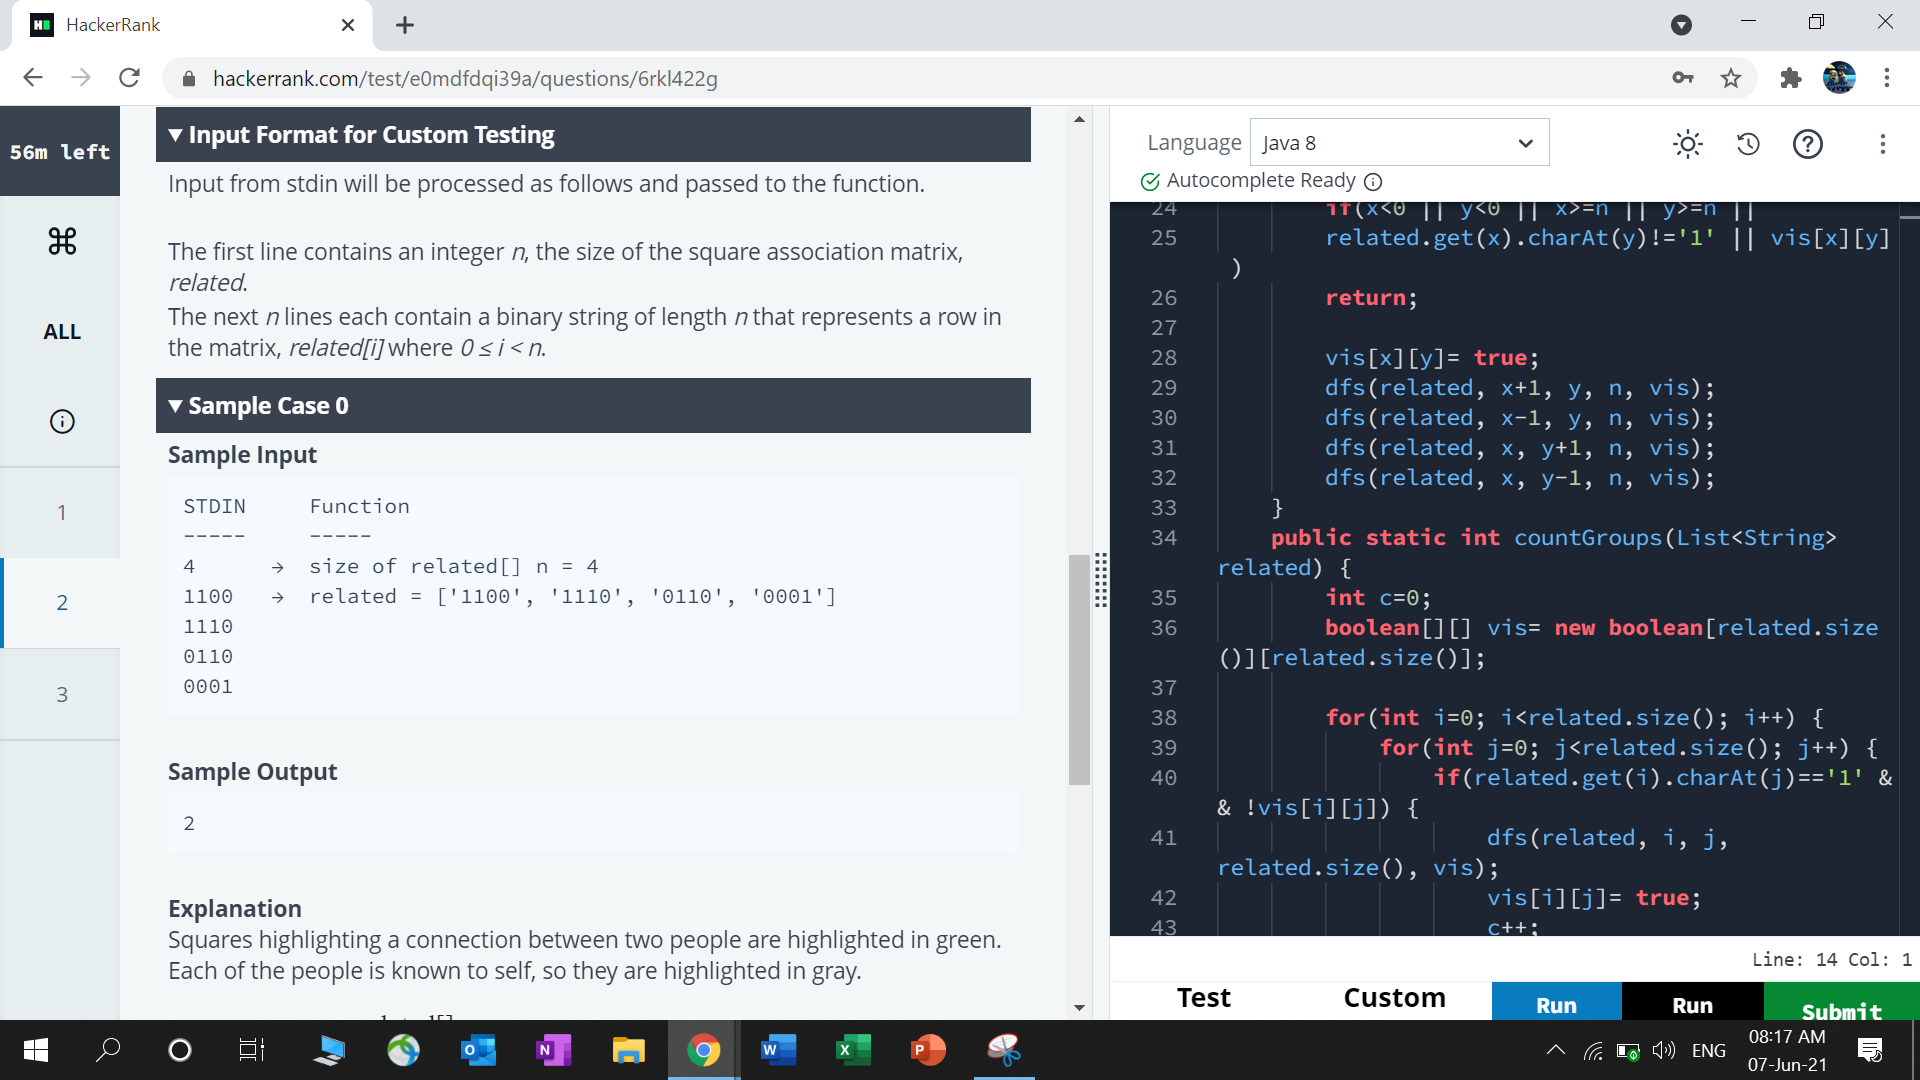 HackerRank
hackerrank.com/test/e0mdfdqi39a/questions/6rkl422g
56m left
ALL
1
2
3
Input Format for Custom Testing
Input from stdin will be processed as follows and passed to the function.
The first line contains an integer n, the size of the square association matrix,
related.
The next n lines each contain a binary string of length n that represents a row in
the matrix, related[i] where 0 ≤ i < n.
Sample Case 0
Sample Input
STDIN Function
----- -----
4 → size of related[] n = 4
1100 → related = ['1100', '1110', '0110', '0001']
1110
0110
0001
Sample Output
2
Explanation
Squares highlighting a connection between two people are highlighted in green.
Each of the people is known to self, so they are highlighted in gray.
Language Java 8
Autocomplete Ready
24 if(x<0 || y<0 || x>=n || y>=n ||
25 related.get(x).charAt(y)!='1' || vis[x][y]
)
26 return;
27
28 vis[x][y]= true;
29 dfs(related, x+1, y, n, vis);
30 dfs(related, x-1, y, n, vis);
31 dfs(related, x, y+1, n, vis);
32 dfs(related, x, y-1, n, vis);
33 }
34 public static int countGroups(List<String>
related) {
35 int c=0;
36 boolean[][] vis= new boolean[related.size
()][related.size()];
37
38 for(int i=0; i<related.size(); i++) {
39 for(int j=0; j<related.size(); j++) {
40 if(related.get(i).charAt(j)=='1' &
& !vis[i][j]) {
41 dfs(related, i, j,
related.size(), vis);
42 vis[i][j]= true;
43 c++;
Line: 14 Col: 1
Test Custom Run Run Submit
ENG
08:17 AM
07-Jun-21